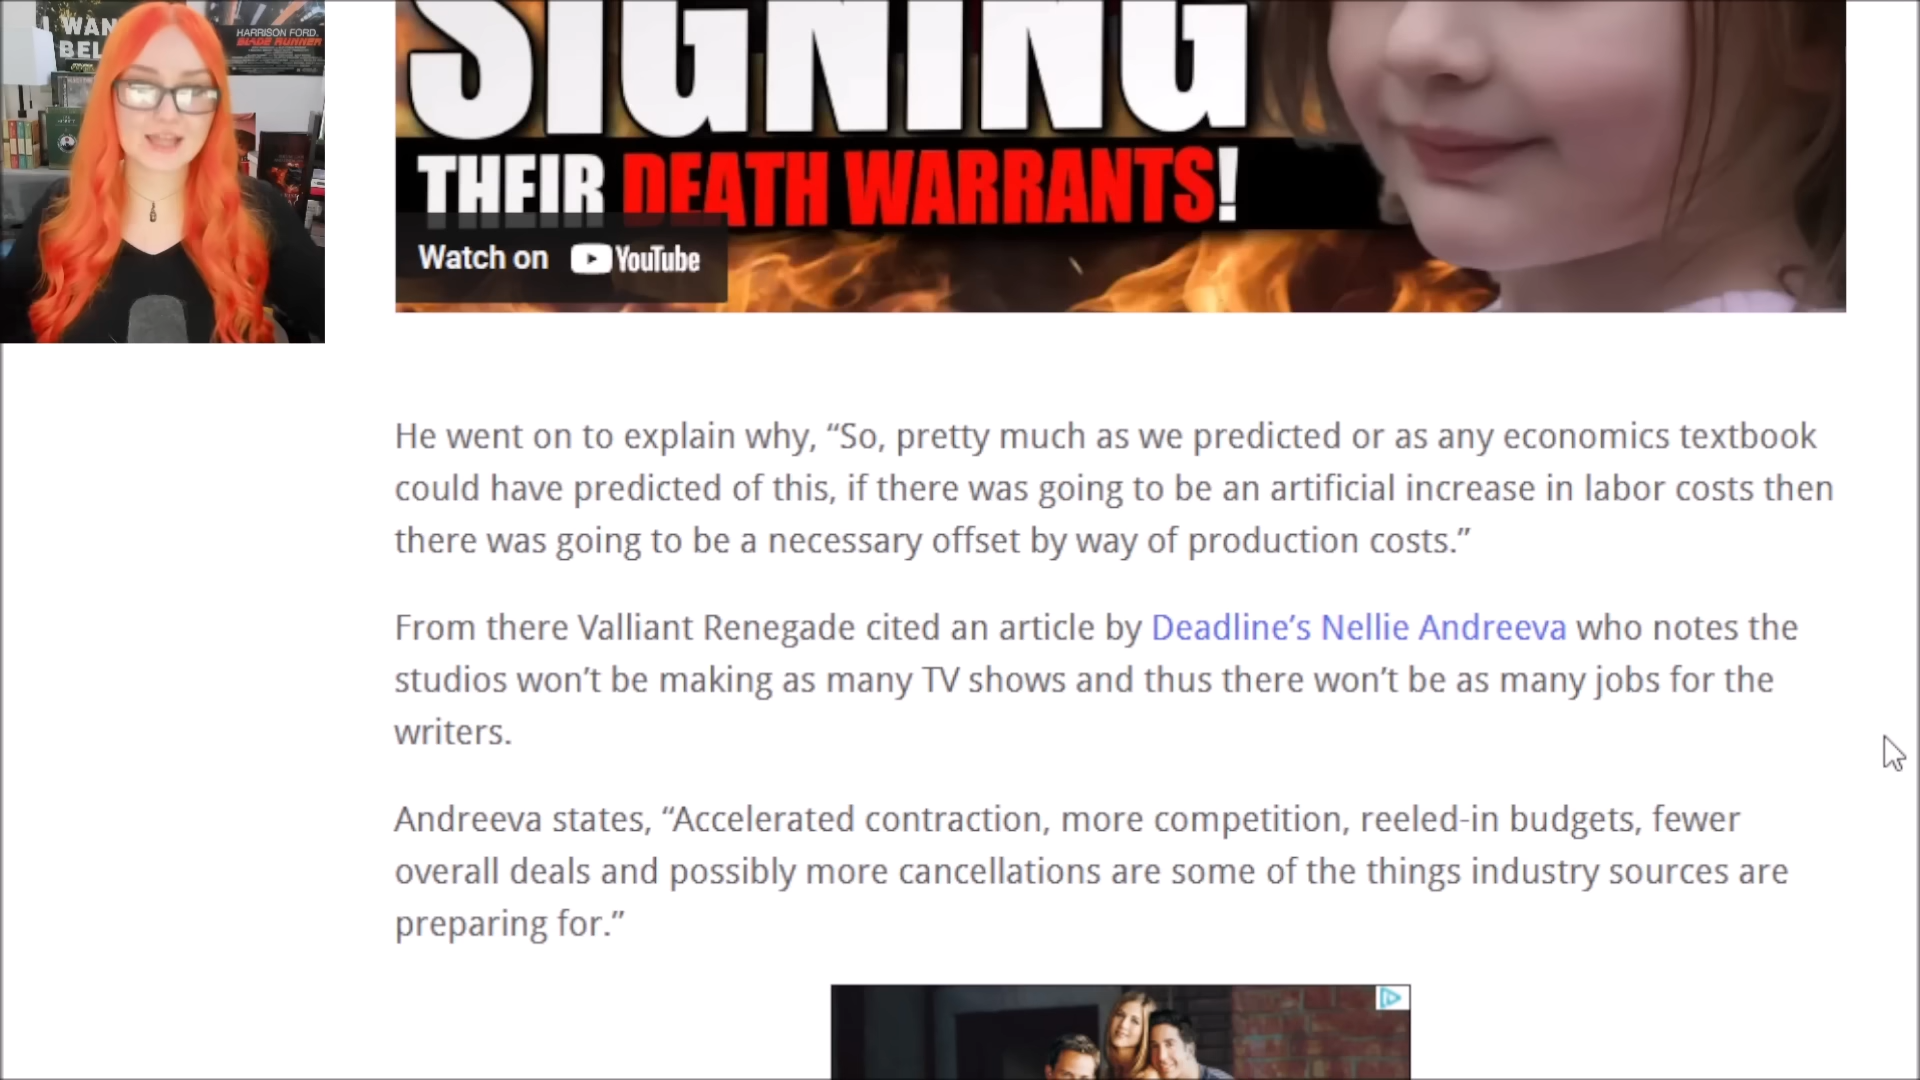 I WAN
BEL
HARRISON FORD.
BLADE RUNNER
SIGNING
THEIR DEATH WARRANTS!
Watch on YouTube
He went on to explain why, “So, pretty much as we predicted or as any economics textbook
could have predicted of this, if there was going to be an artificial increase in labor costs then
there was going to be a necessary offset by way of production costs.”
From there Valliant Renegade cited an article by Deadline’s Nellie Andreeva who notes the
studios won’t be making as many TV shows and thus there won’t be as many jobs for the
writers.
Andreeva states, “Accelerated contraction, more competition, reeled-in budgets, fewer
overall deals and possibly more cancellations are some of the things industry sources are
preparing for.”